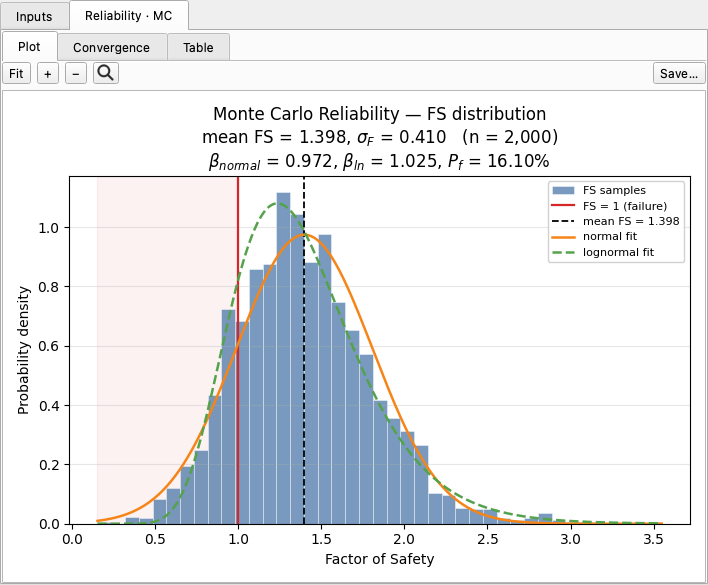 Inputs Reliability · MC
Plot Convergence Table
Fit + − Save...
Monte Carlo Reliability — FS distribution
mean FS = 1.398, σF = 0.410 (n = 2,000)
βnormal = 0.972, βln = 1.025, Pf = 16.10%
FS samples
FS = 1 (failure)
mean FS = 1.398
normal fit
lognormal fit
Probability density
1.0
0.8
0.6
0.4
0.2
0.0
0.0 0.5 1.0 1.5 2.0 2.5 3.0 3.5
Factor of Safety